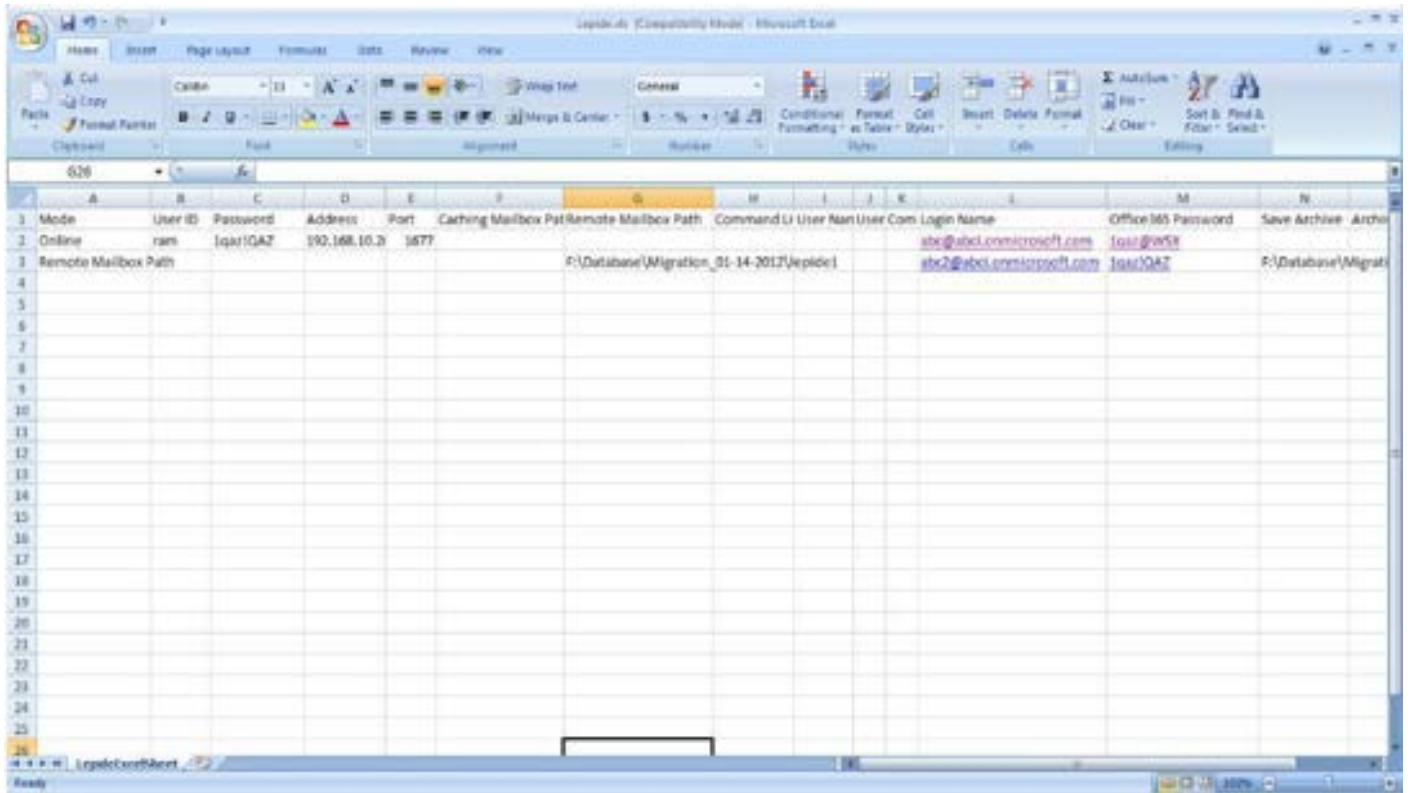 Lepide.xls [Compatibility Mode] - Microsoft Excel
Home Insert Page Layout Formulas Data Review View
Paste
Cut
Copy
Format Painter
Clipboard
Calibri 11
Font
Wrap Text
Merge & Center
Alignment
General
Number
Conditional Formatting
Format as Table
Cell Styles
Styles
Insert Delete Format
Cells
AutoSum
Fill
Clear
Sort & Filter
Find & Select
Editing
G26
A B C D E F G H I J K L M N
1 Mode User ID Password Address Port Caching Mailbox Pat Remote Mailbox Path Command Li User Nam User Com Login Name Office365 Password Save Archive Archiv
2 Online ram 1qaz!QAZ 192.168.10.2 1677 abc@abci.onmicrosoft.com 1qaz@WSX
3 Remote Mailbox Path F:\Database\Migration_01-14-2012\lepide1 abc2@abci.onmicrosoft.com 1qaz!QAZ F:\Database\Migrati
4
5
6
7
8
9
10
11
12
13
14
15
16
17
18
19
20
21
22
23
24
25
26
LepideExcelSheet
Ready 100%